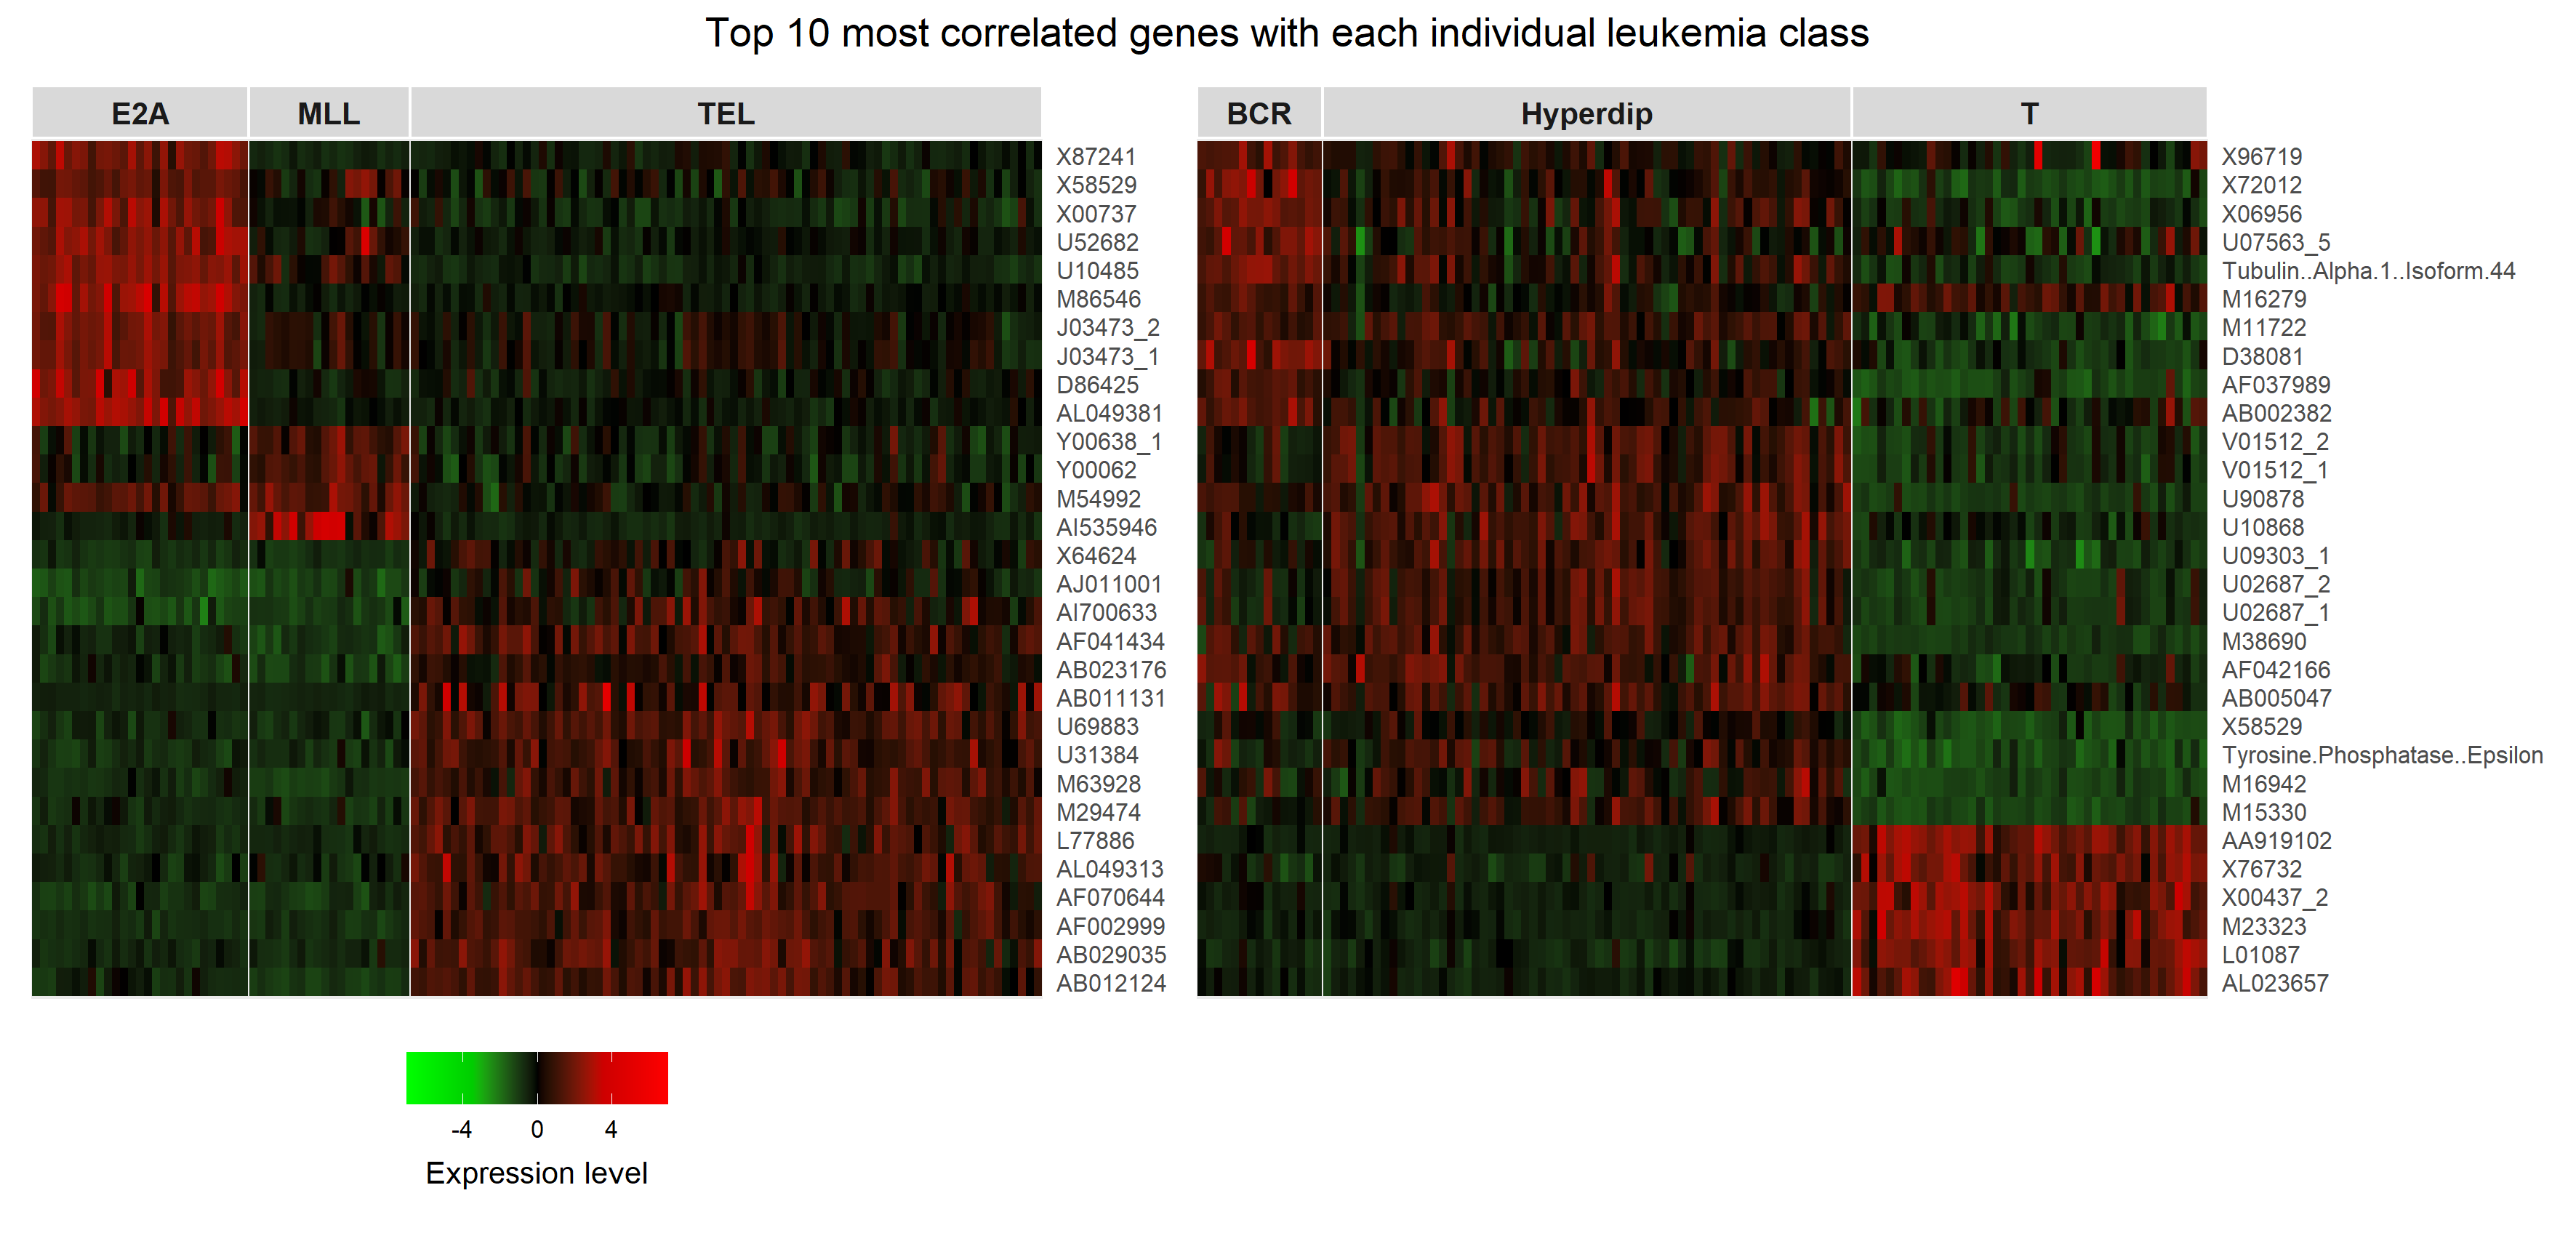 Top 10 most correlated genes with each individual leukemia class
E2A
MLL
TEL
X87241
X58529
X00737
U52682
U10485
M86546
J03473_2
J03473_1
D86425
AL049381
Y00638_1
Y00062
M54992
AI535946
X64624
AJ011001
AI700633
AF041434
AB023176
AB011131
U69883
U31384
M63928
M29474
L77886
AL049313
AF070644
AF002999
AB029035
AB012124
BCR
Hyperdip
T
X96719
X72012
X06956
U07563_5
Tubulin..Alpha.1..Isoform.44
M16279
M11722
D38081
AF037989
AB002382
V01512_2
V01512_1
U90878
U10868
U09303_1
U02687_2
U02687_1
M38690
AF042166
AB005047
X58529
Tyrosine.Phosphatase..Epsilon
M16942
M15330
AA919102
X76732
X00437_2
M23323
L01087
AL023657
-4 0 4
Expression level